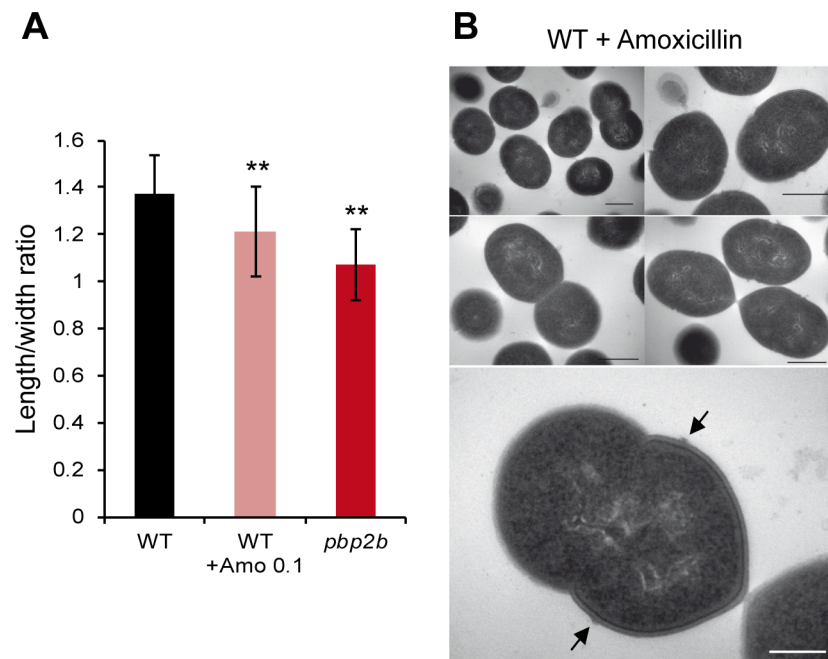 A
B
WT + Amoxicillin
Length/width ratio
1.6
1.4
1.2
1
0.8
0.6
0.4
0.2
0
**
**
WT
WT
+Amo 0.1
pbp2b